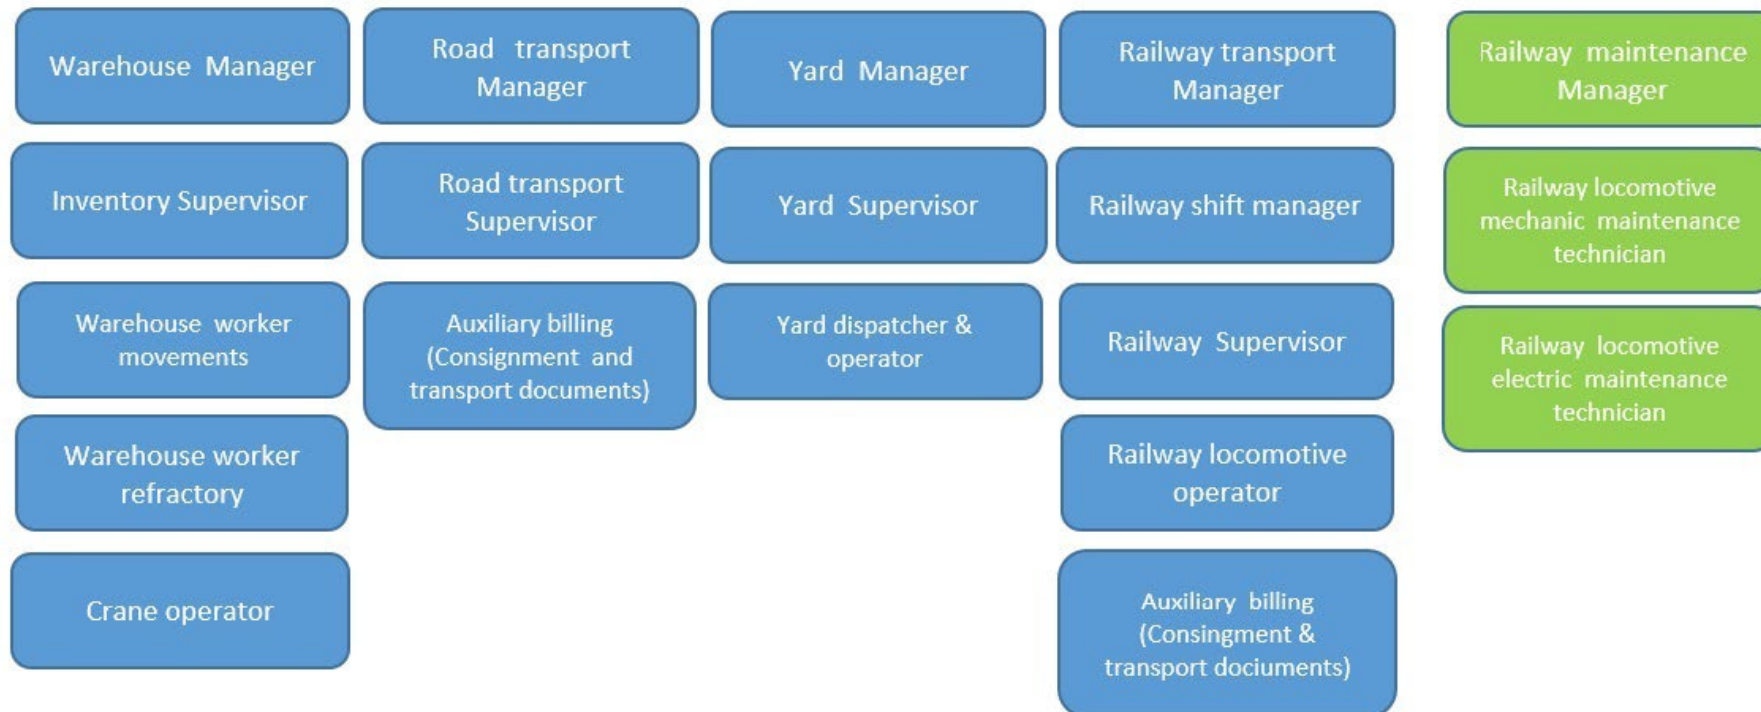 Warehouse Manager
Inventory Supervisor
Warehouse worker
movements
Warehouse worker
refractory
Crane operator
Road transport
Manager
Road transport
Supervisor
Auxiliary billing
(Consignment and
transport documents)
Yard Manager
Yard Supervisor
Yard dispatcher &
operator
Railway transport
Manager
Railway shift manager
Railway Supervisor
Railway locomotive
operator
Auxiliary billing
(Consingment &
transport dociuments)
Railway maintenance
Manager
Railway locomotive
mechanic maintenance
technician
Railway locomotive
electric maintenance
technician